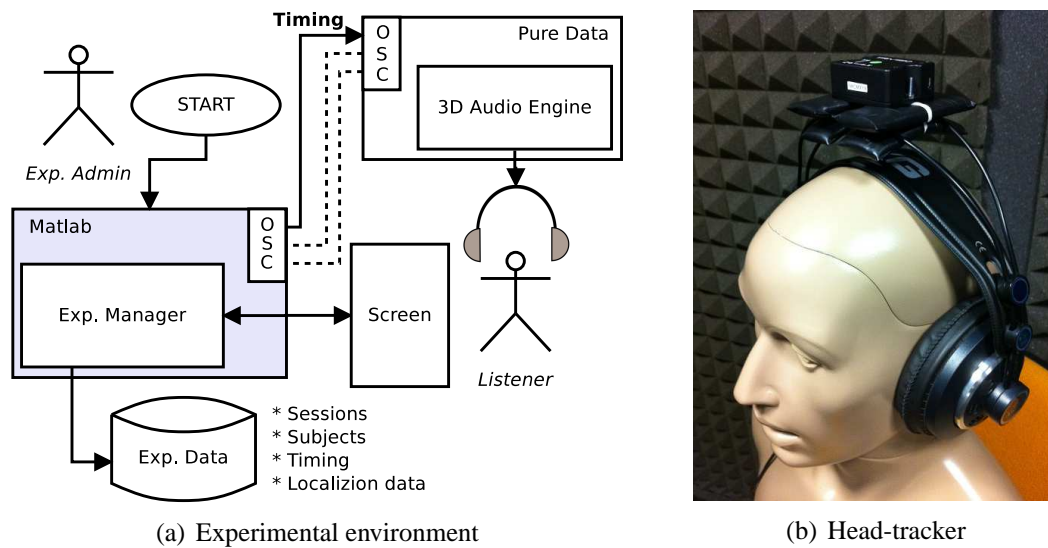 Timing
O
S
C
Pure Data
3D Audio Engine
START
Exp. Admin
Matlab
O
S
C
Exp. Manager
Screen
Listener
Exp. Data
* Sessions
* Subjects
* Timing
* Localizion data
(a) Experimental environment
(b) Head-tracker